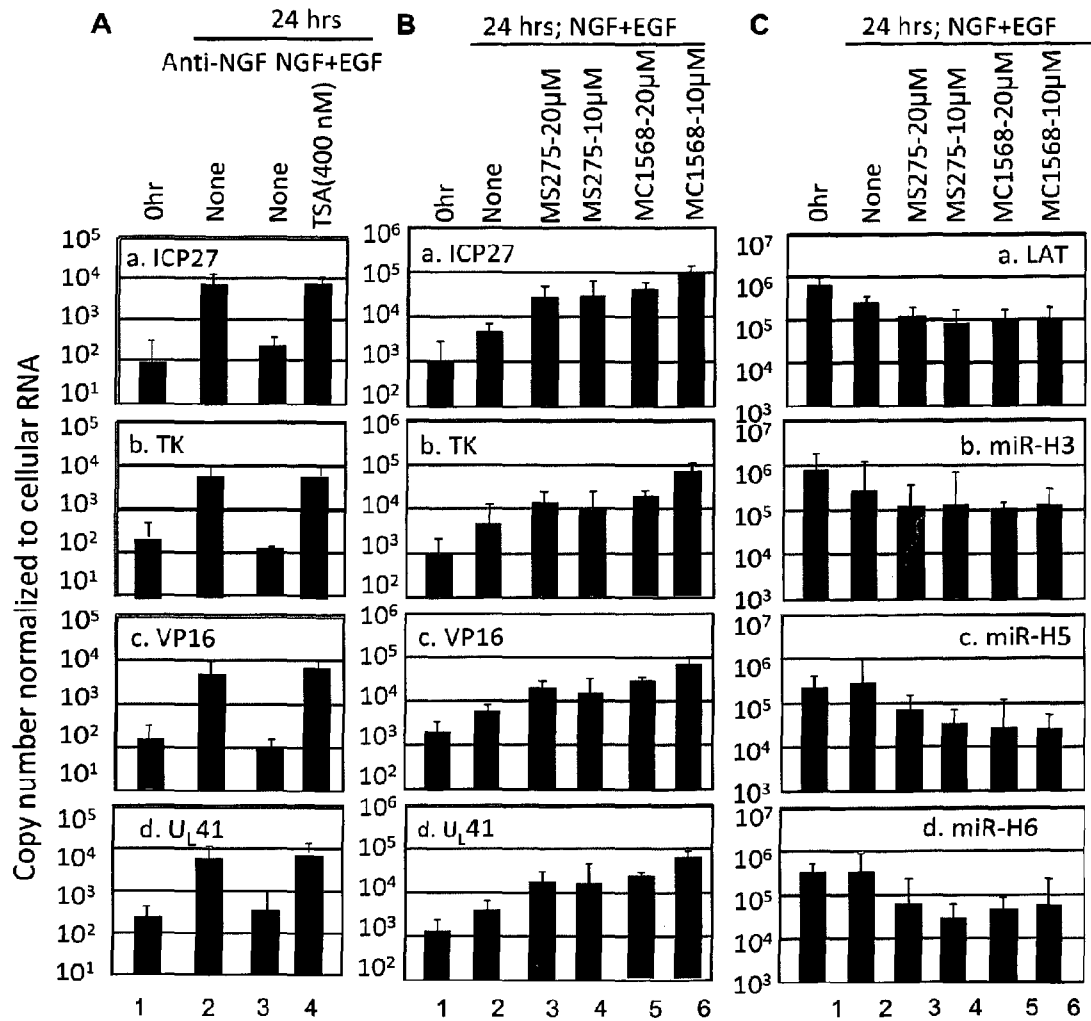 A
24 hrs
Anti-NGF NGF+EGF
0hr
None
None
TSA(400 nM)
B
24 hrs; NGF+EGF
0hr
None
MS275-20µM
MS275-10µM
MC1568-20µM
MC1568-10µM
C
24 hrs; NGF+EGF
0hr
None
MS275-20µM
MS275-10µM
MC1568-20µM
MC1568-10µM
Copy number normalized to cellular RNA
a. ICP27
10⁵
10⁴
10³
10²
10¹
b. TK
10⁵
10⁴
10³
10²
10¹
c. VP16
10⁵
10⁴
10³
10²
10¹
d. U_L41
10⁵
10⁴
10³
10²
10¹
1 2 3 4
a. ICP27
10⁶
10⁵
10⁴
10³
10²
b. TK
10⁶
10⁵
10⁴
10³
10²
c. VP16
10⁶
10⁵
10⁴
10³
10²
d. U_L41
10⁶
10⁵
10⁴
10³
10²
1 2 3 4 5 6
a. LAT
10⁷
10⁶
10⁵
10⁴
10³
b. miR-H3
10⁷
10⁶
10⁵
10⁴
10³
c. miR-H5
10⁷
10⁶
10⁵
10⁴
10³
d. miR-H6
10⁷
10⁶
10⁵
10⁴
10³
1 2 3 4 5 6